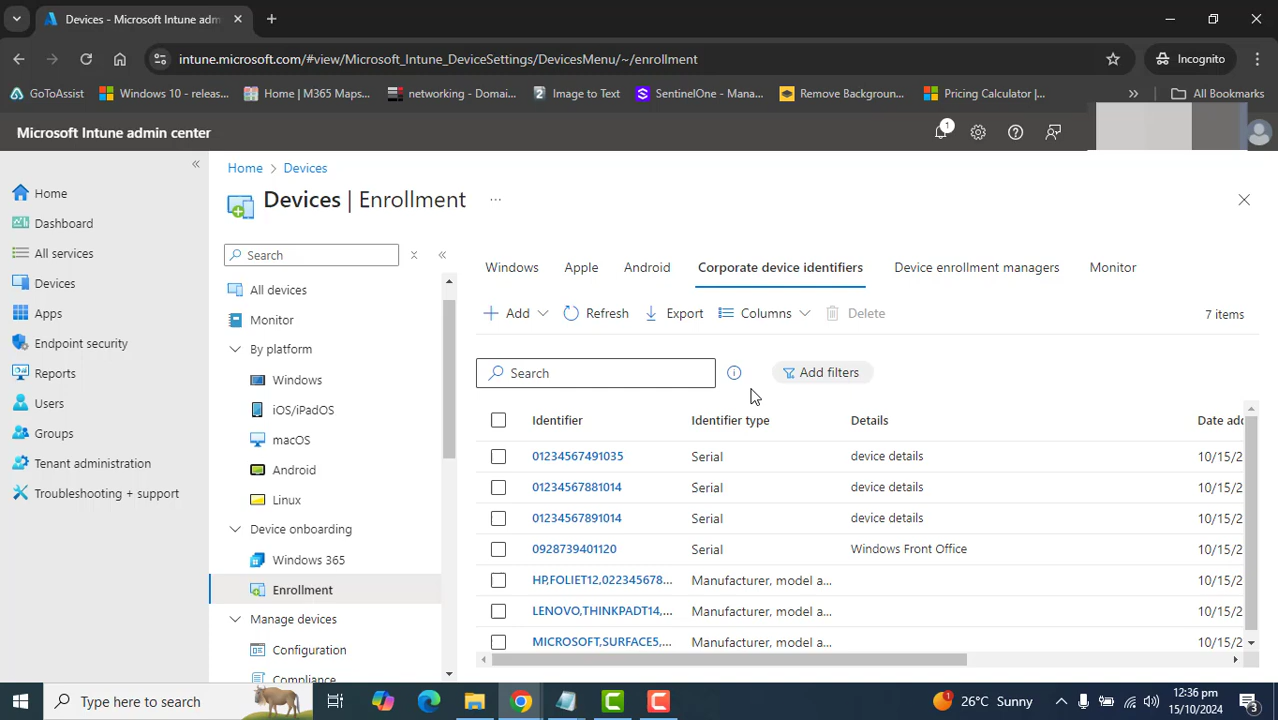 Devices - Microsoft Intune adm
intune.microsoft.com/#view/Microsoft_Intune_DeviceSettings/DevicesMenu/~/enrollment
Incognito
GoToAssist
Windows 10 - releas...
Home | M365 Maps...
networking - Domai...
Image to Text
SentinelOne - Mana...
Remove Backgroun...
Pricing Calculator |...
All Bookmarks
Microsoft Intune admin center
1
Home
Dashboard
All services
Devices
Apps
Endpoint security
Reports
Users
Groups
Tenant administration
Troubleshooting + support
Home > Devices
Devices | Enrollment
...
Search
All devices
Monitor
By platform
Windows
iOS/iPadOS
macOS
Android
Linux
Device onboarding
Windows 365
Enrollment
Manage devices
Configuration
Compliance
Windows Apple Android Corporate device identifiers Device enrollment managers Monitor
Add Refresh Export Columns Delete 7 items
Search Add filters
Identifier Identifier type Details Date add
01234567491035 Serial device details 10/15/2
01234567881014 Serial device details 10/15/2
01234567891014 Serial device details 10/15/2
0928739401120 Serial Windows Front Office 10/15/2
HP,FOLIET12,022345678... Manufacturer, model a... 10/15/2
LENOVO,THINKPADT14,... Manufacturer, model a... 10/15/2
MICROSOFT,SURFACE5,... Manufacturer, model a... 10/15/2
Type here to search
1
26°C Sunny
12:36 pm
15/10/2024
3